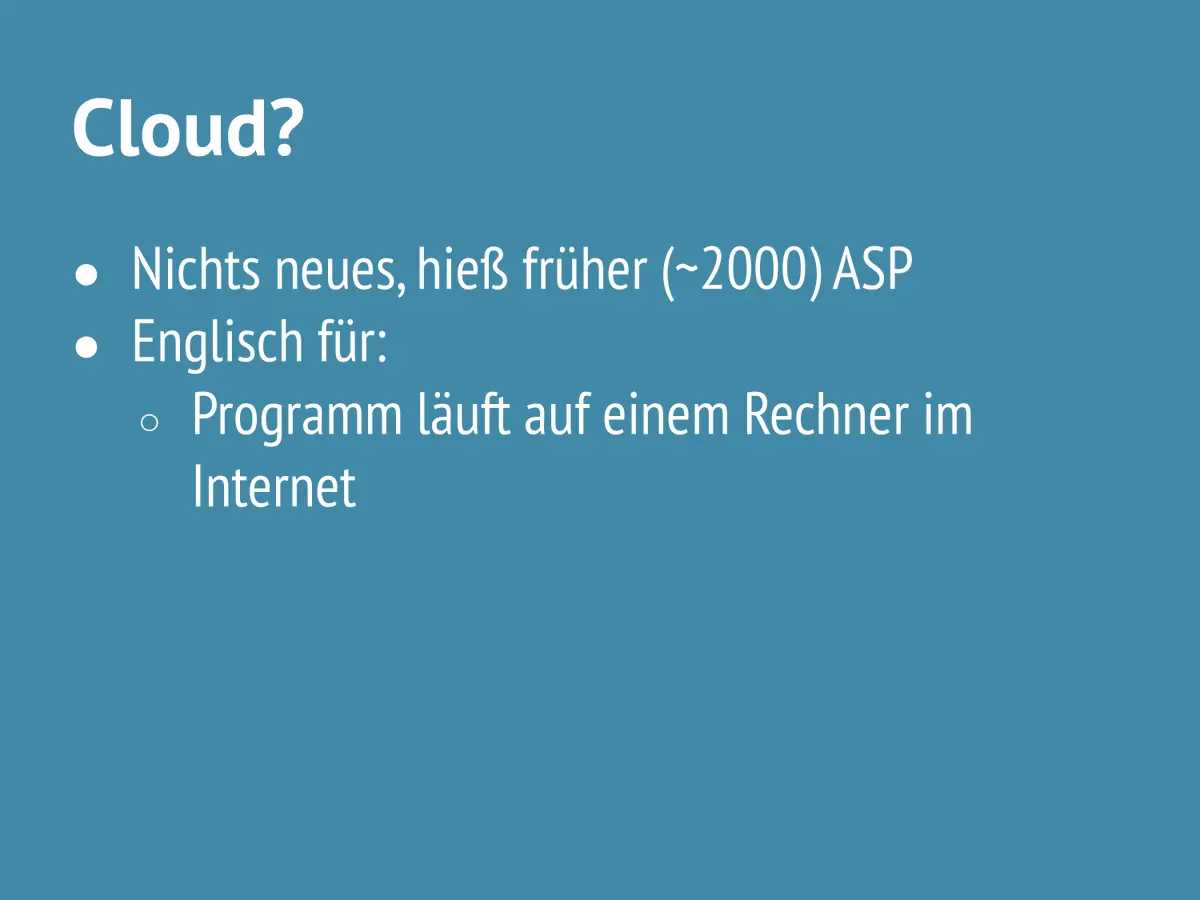 Cloud?
● Nichts neues, hieß früher (~2000) ASP
● Englisch für:
○ Programm läuft auf einem Rechner im
Internet